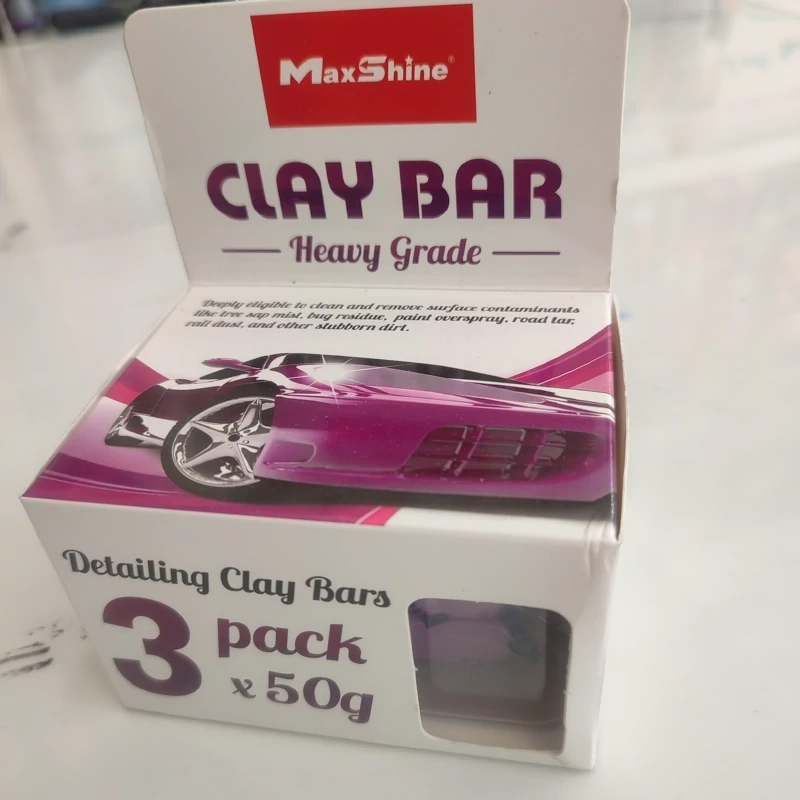 MaxShine®
CLAY BAR
Heavy Grade
Deeply eligible to clean and remove surface contaminants
like tree sap mist, bug residue, paint overspray, road tar,
rail dust, and other stubborn dirt.
Detailing Clay Bars
3 pack
x 50g